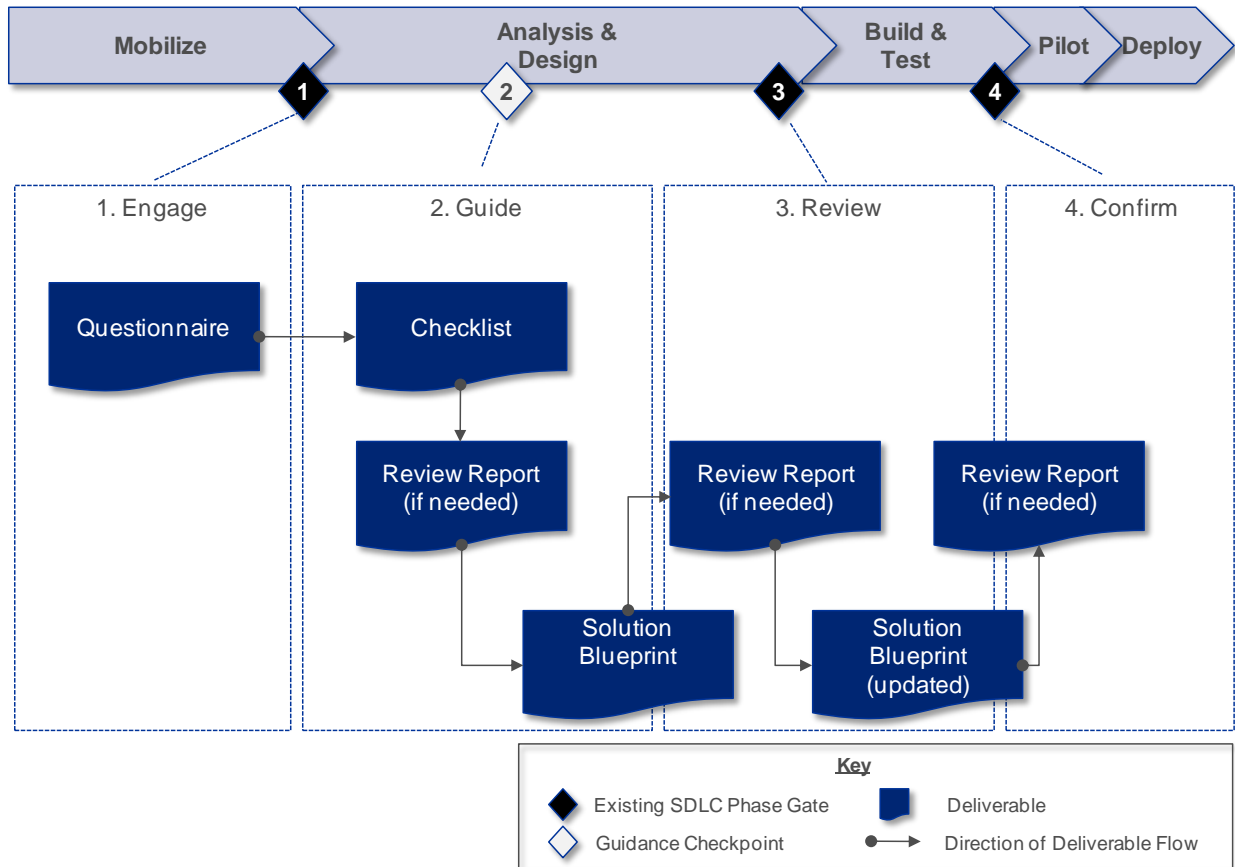 Mobilize
Analysis &
Design
Build &
Test
Pilot
Deploy
1
2
3
4
1. Engage
2. Guide
3. Review
4. Confirm
Questionnaire
Checklist
Review Report
(if needed)
Review Report
(if needed)
Review Report
(if needed)
Solution
Blueprint
Solution
Blueprint
(updated)
Key
Existing SDLC Phase Gate
Deliverable
Guidance Checkpoint
Direction of Deliverable Flow